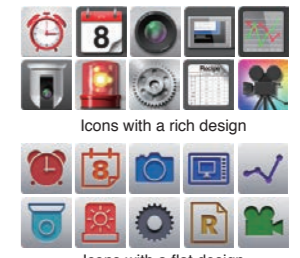 8
Recipe
Icons with a rich design
8
R
Icons with a flat design